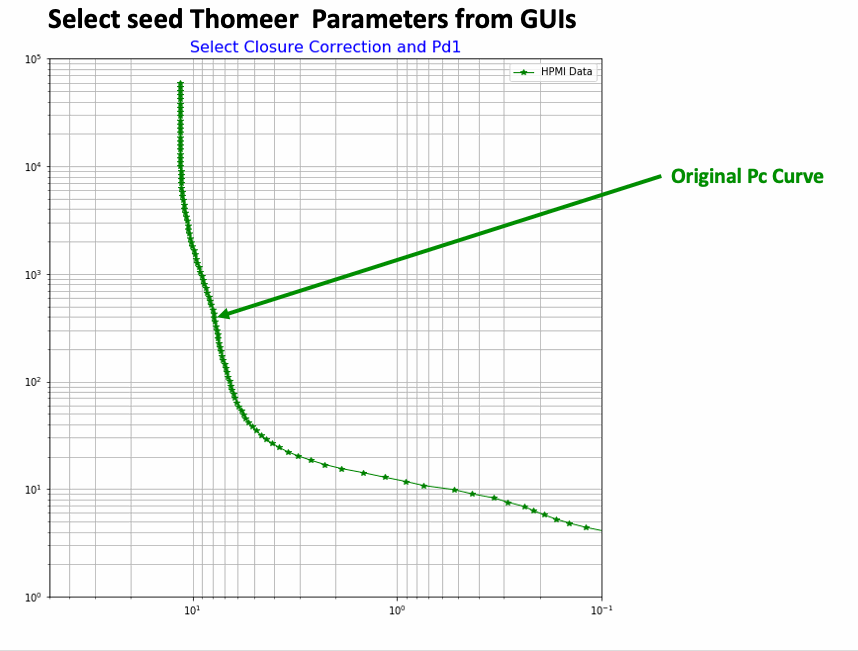 Select seed Thomeer  Parameters from GUIs
Select Closure Correction and Pd1
HPMI Data
Original Pc Curve
10⁵
10⁴
10³
10²
10¹
10⁰
10¹ 10⁰ 10⁻¹